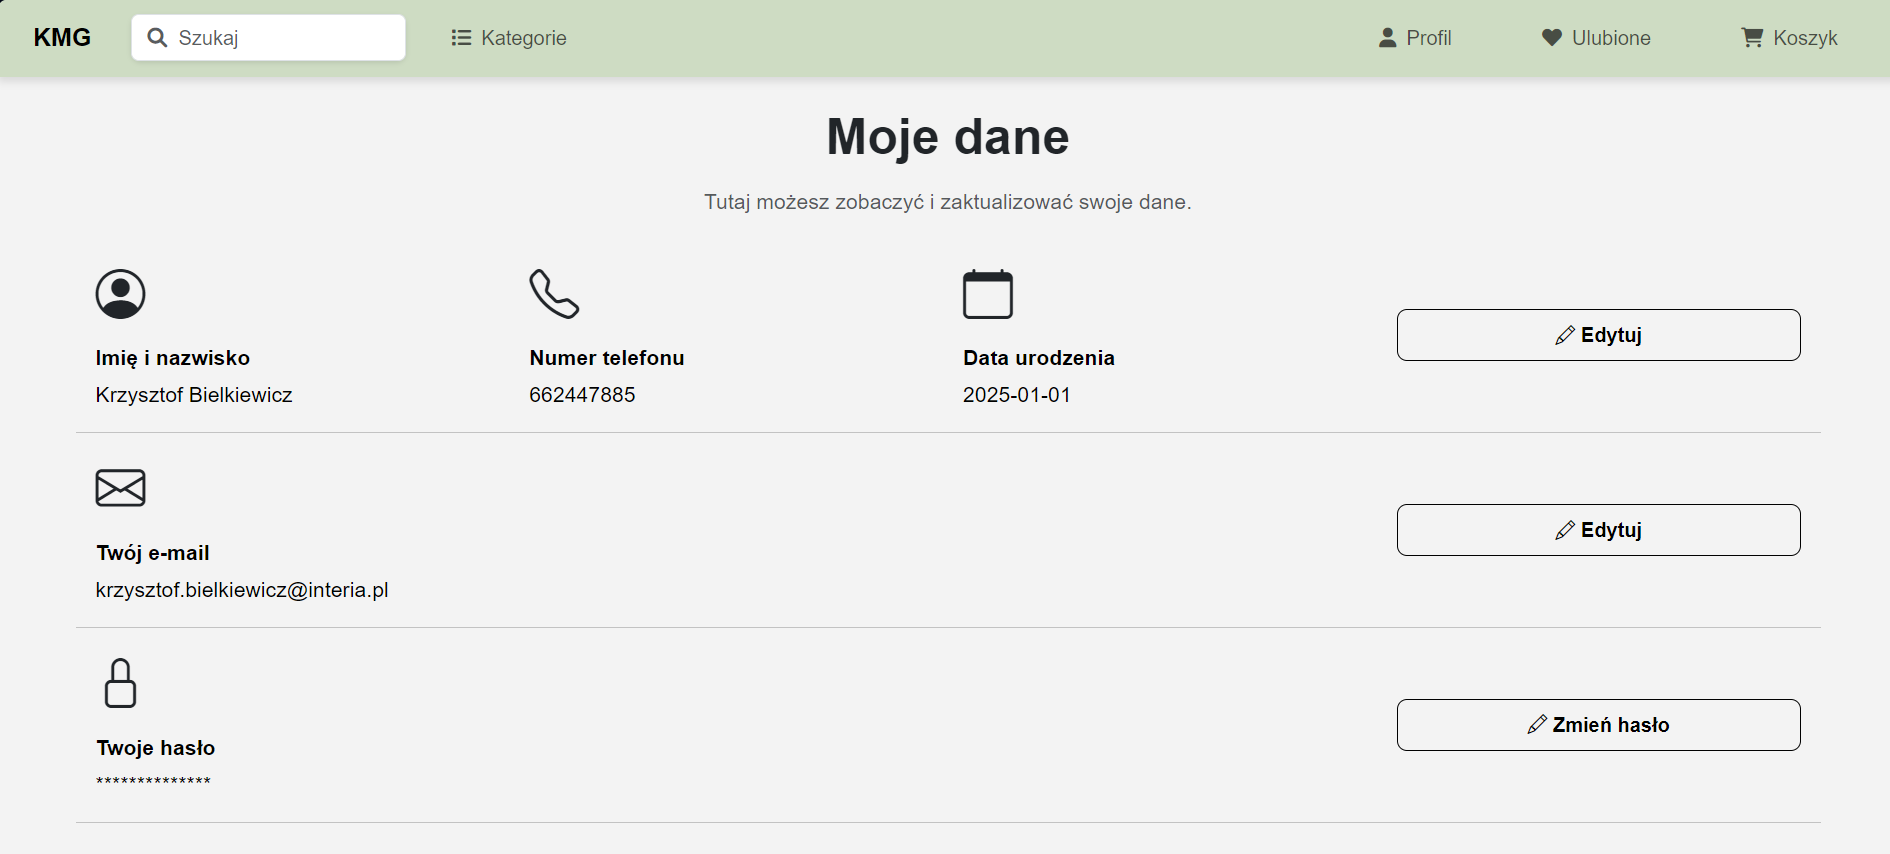 KMG Szukaj Kategorie Profil Ulubione Koszyk
Moje dane
Tutaj możesz zobaczyć i zaktualizować swoje dane.
Imię i nazwisko Numer telefonu Data urodzenia Edytuj
Krzysztof Bielkiewicz 662447885 2025-01-01
Twój e-mail Edytuj
krzysztof.bielkiewicz@interia.pl
Twoje hasło Zmień hasło
**************